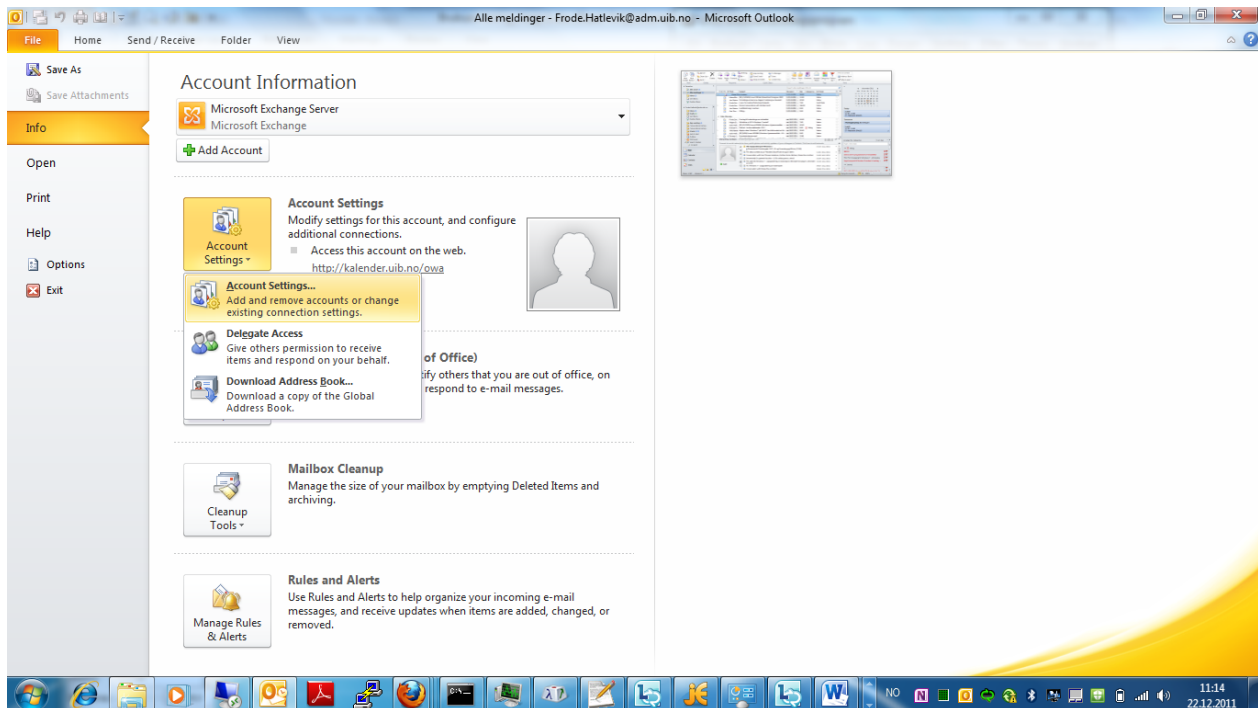 Alle meldinger - Frode.Hatlevik@adm.uib.no - Microsoft Outlook
File Home Send / Receive Folder View
Save As
Save Attachments
Info
Open
Print
Help
Options
Exit
Account Information
Microsoft Exchange Server
Microsoft Exchange
Add Account
Account Settings
Account Settings
Modify settings for this account, and configure
additional connections.
Access this account on the web.
http://kalender.uib.no/owa
Account Settings...
Add and remove accounts or change
existing connection settings.
Delegate Access
Give others permission to receive
items and respond on your behalf.
Download Address Book...
Download a copy of the Global
Address Book.
of Office)
ify others that you are out of office, on
respond to e-mail messages.
Cleanup
Tools
Mailbox Cleanup
Manage the size of your mailbox by emptying Deleted Items and
archiving.
Manage Rules
& Alerts
Rules and Alerts
Use Rules and Alerts to help organize your incoming e-mail
messages, and receive updates when items are added, changed, or
removed.
NO
11:14
22.12.2011